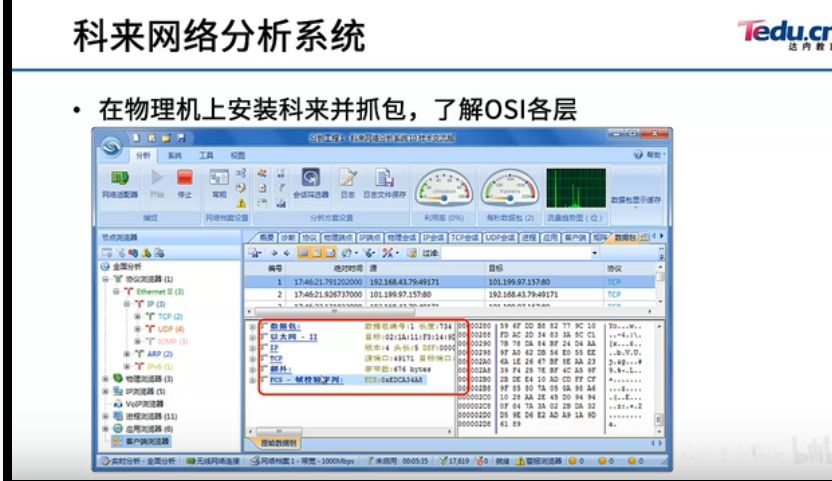 科来网络分析系统
Tedu.cn
达内教育
• 在物理机上安装科来并抓包，了解OSI各层
分析工程1 - 科来网络分析系统10 技术交流版
分析 系统 工具 视图
帮助
网络适配器 开始 停止 常规 会话筛选器 日志 日志文件保存 数据包显示缓存
捕捉 网络档案设置 分析方案设置 利用率 (0%) 每秒数据包 (2) 流量趋势图 (位)
节点浏览器
概要 诊断 协议 物理端点 IP端点 物理会话 IP会话 TCP会话 UDP会话 进程 应用 客户端 矩阵 数据包
过滤:
编号 绝对时间 源 目标 协议
1 17:46:21.791202000 192.168.43.79:49171 101.199.97.157:80 TCP
2 17:46:21.926737000 101.199.97.157:80 192.168.43.79:49171 TCP
全面分析
协议浏览器 (1)
Ethernet II (3)
IP (3)
TCP (2)
UDP (4)
ICMP (3)
ARP (2)
IPv6 (1)
物理浏览器 (3)
IP浏览器 (5)
VoIP浏览器
进程浏览器 (11)
应用浏览器 (6)
客户端浏览器
数据包: 数据包编号:1 长度:734
以太网 - II 目标:02:1A:11:F3:14:9
IP 版本:4 头长:5 DSF:0000
TCP 源端口:49171 目标端口
额外: 字节数:676 bytes
FCS - 帧校验序列: FCS:0xEDCA34A8
00000280 59 6F DD B8 82 77 9C 10 Yo...w..
00000288 FD AC 2D 34 83 3A 5C C1 ..-4.:\.
00000290 7B 78 DA 84 BF 24 D4 AA
00000298 9F A0 62 DB 56 E0 55 EE ..b.V.U.
000002A0 6A 1E 26 67 BF 8E AA 23
000002A8 39 F4 25 7E BF 4C A5 9F
000002B0 2B DE E4 10 AD CD FF CF
000002B8 9F 85 80 7A 05 8A 98 A6
000002C0 10 28 AA 2E 45 D0 94 94
000002C8 0F 84 7A 3A 02 2B DA 32
000002D0 D5 9E D6 E2 AD A9 1A 9D
000002D8 61 89
原始数据包
实时分析 - 全面分析 无线网络连接 网络档案1 - 带宽 - 1000Mbps 未启用 00:05:35 17,619 0 就绪 警报浏览器 0 0 0